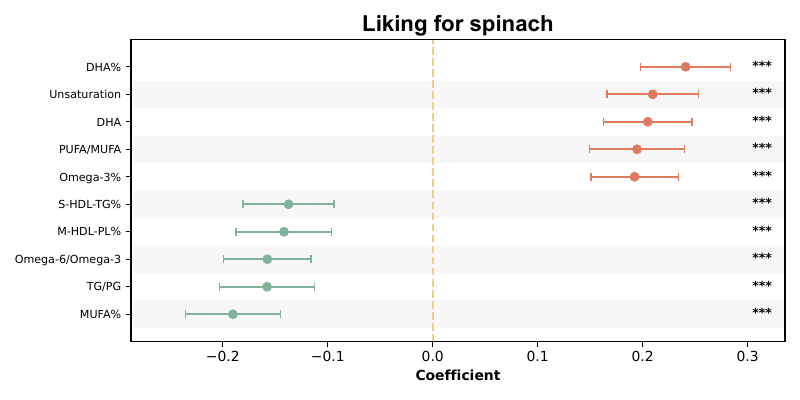 Liking for spinach
DHA% ***
Unsaturation ***
DHA ***
PUFA/MUFA ***
Omega-3% ***
S-HDL-TG% ***
M-HDL-PL% ***
Omega-6/Omega-3 ***
TG/PG ***
MUFA% ***
−0.2 −0.1 0.0 0.1 0.2 0.3
Coefficient